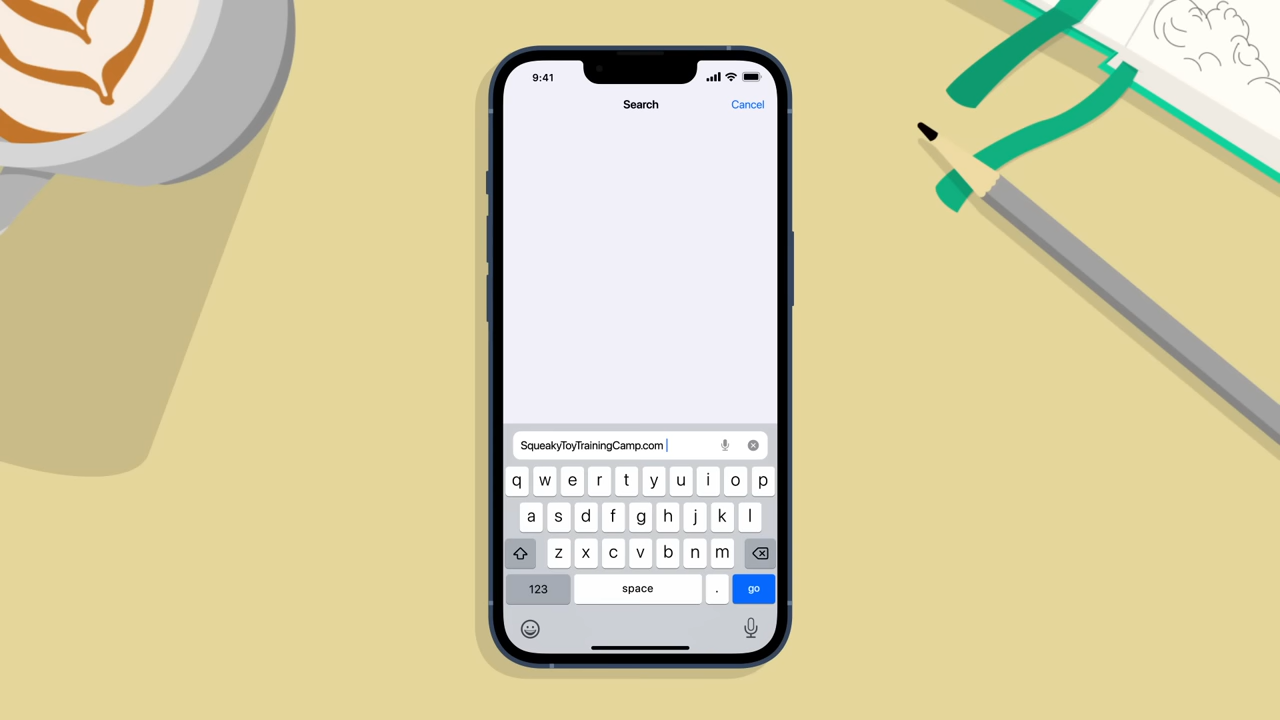 9:41
Search Cancel
SqueakyToyTrainingCamp.com
q w e r t y u i o p
a s d f g h j k l
z x c v b n m
123 space . go